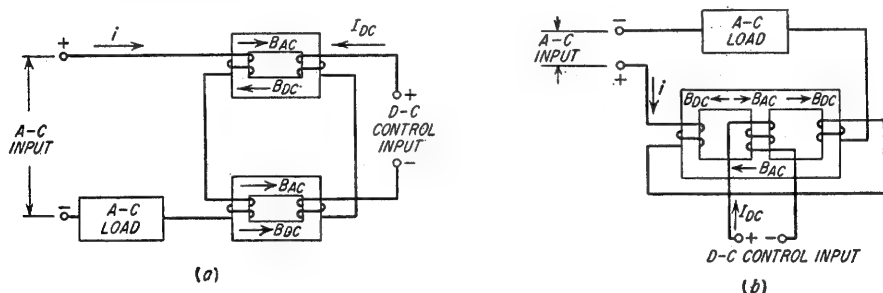 +
i
B_AC
I_DC
B_DC
+
D-C
CONTROL
INPUT
−
A-C
INPUT
−
A-C
LOAD
B_AC
B_DC
(a)
−
A-C
INPUT
+
A-C
LOAD
i
B_DC
B_AC
B_DC
B_AC
I_DC
+ −
D-C CONTROL INPUT
(b)